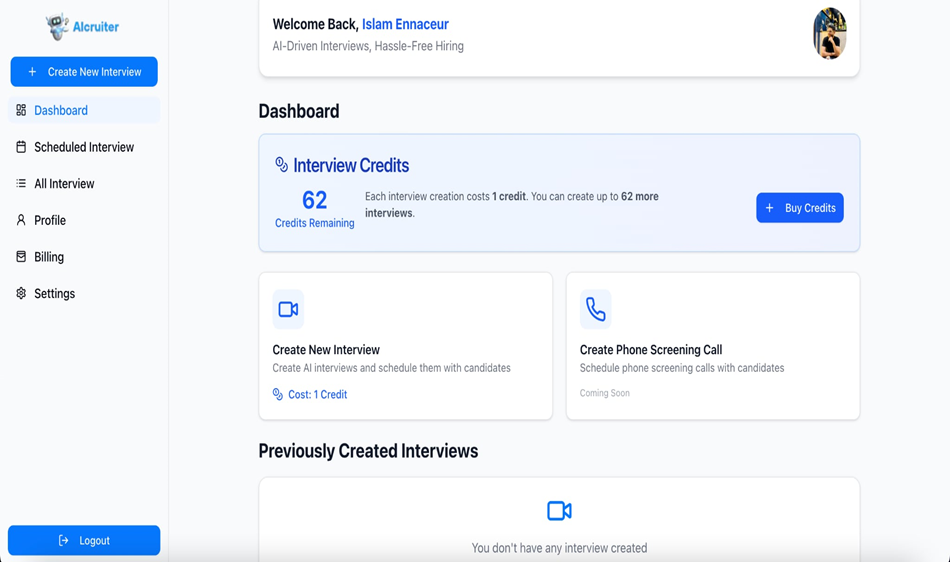 AIcruiter
+ Create New Interview
Dashboard
Scheduled Interview
All Interview
Profile
Billing
Settings
Logout
Welcome Back, Islam Ennaceur
AI-Driven Interviews, Hassle-Free Hiring
Dashboard
Interview Credits
62
Credits Remaining
Each interview creation costs 1 credit. You can create up to 62 more
interviews.
+ Buy Credits
Create New Interview
Create AI interviews and schedule them with candidates
Cost: 1 Credit
Create Phone Screening Call
Schedule phone screening calls with candidates
Coming Soon
Previously Created Interviews
You don't have any interview created